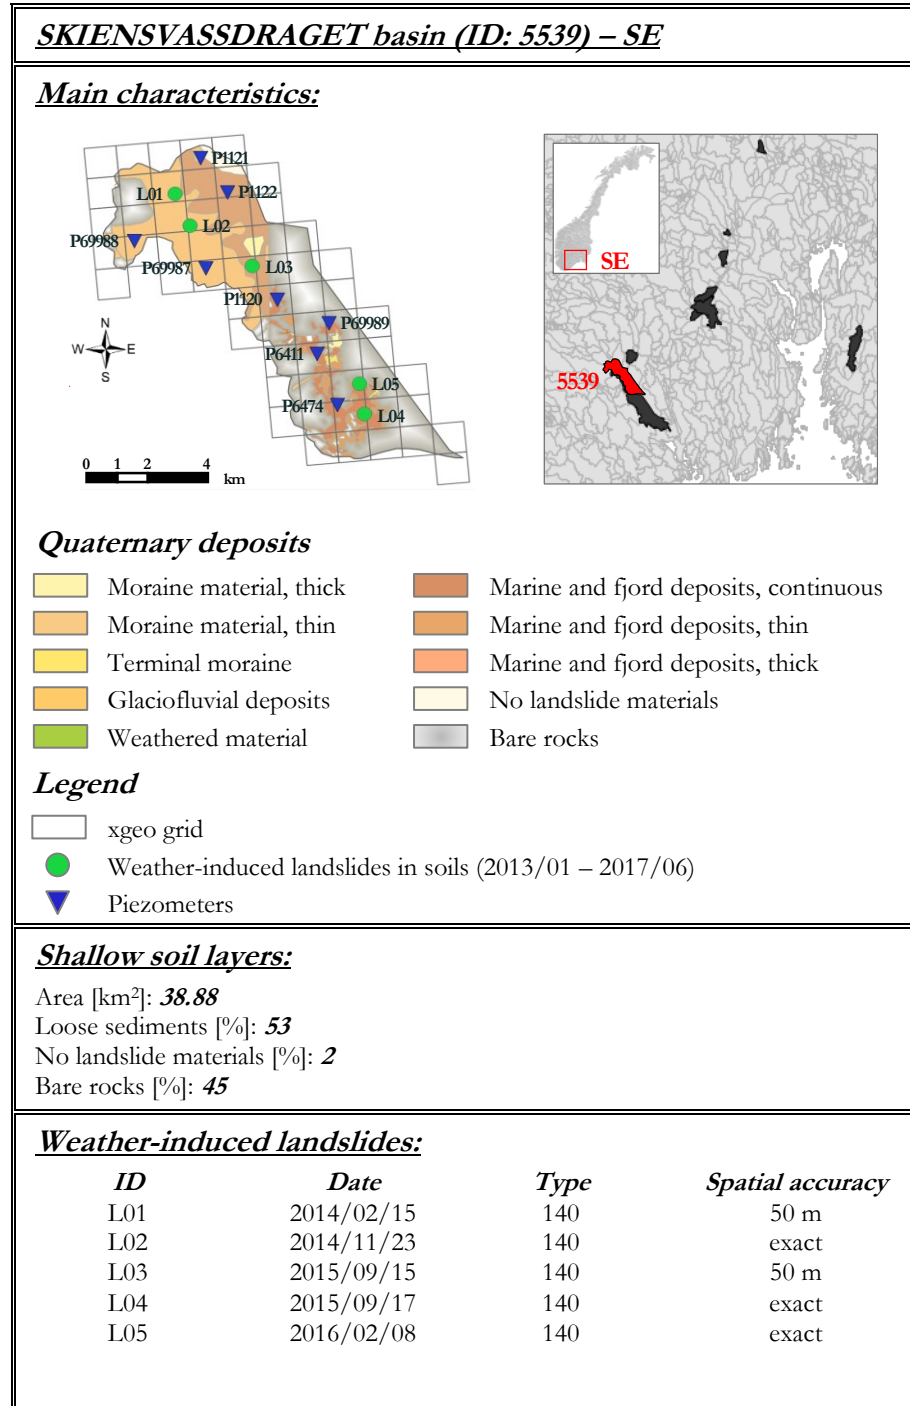 SKIENSVASSDRAGET basin (ID: 5539) – SE
Main characteristics:
P1121
L01
P1122
L02
P69988
P69987
L03
P1120
P69989
P6411
L05
P6474
L04
N
W E
S
0 1 2 4
km
SE
5539
Quaternary deposits
Moraine material, thick
Moraine material, thin
Terminal moraine
Glaciofluvial deposits
Weathered material
Marine and fjord deposits, continuous
Marine and fjord deposits, thin
Marine and fjord deposits, thick
No landslide materials
Bare rocks
Legend
xgeo grid
Weather-induced landslides in soils (2013/01 – 2017/06)
Piezometers
Shallow soil layers:
Area [km²]: 38.88
Loose sediments [%]: 53
No landslide materials [%]: 2
Bare rocks [%]: 45
Weather-induced landslides:
ID Date Type Spatial accuracy
L01 2014/02/15 140 50 m
L02 2014/11/23 140 exact
L03 2015/09/15 140 50 m
L04 2015/09/17 140 exact
L05 2016/02/08 140 exact